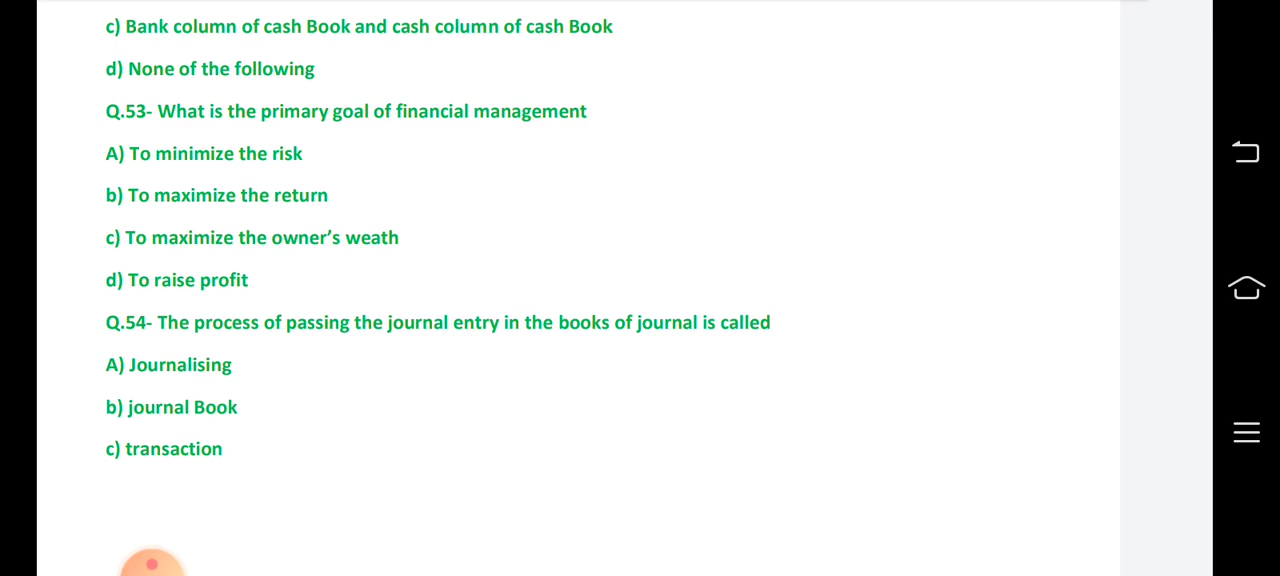 c) Bank column of cash Book and cash column of cash Book
d) None of the following
Q.53- What is the primary goal of financial management
A) To minimize the risk
b) To maximize the return
c) To maximize the owner’s weath
d) To raise profit
Q.54- The process of passing the journal entry in the books of journal is called
A) Journalising
b) journal Book
c) transaction